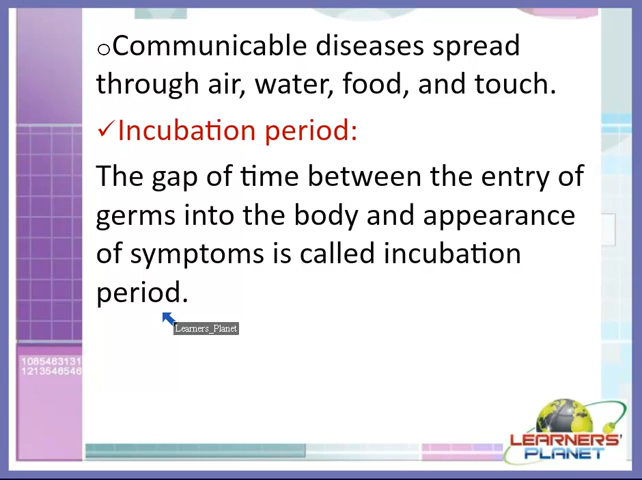 ○Communicable diseases spread
through air, water, food, and touch.
✓Incubation period:
The gap of time between the entry of
germs into the body and appearance
of symptoms is called incubation
period.
Learners_Planet
1085463131
1213546546
LEARNERS'
PLANET